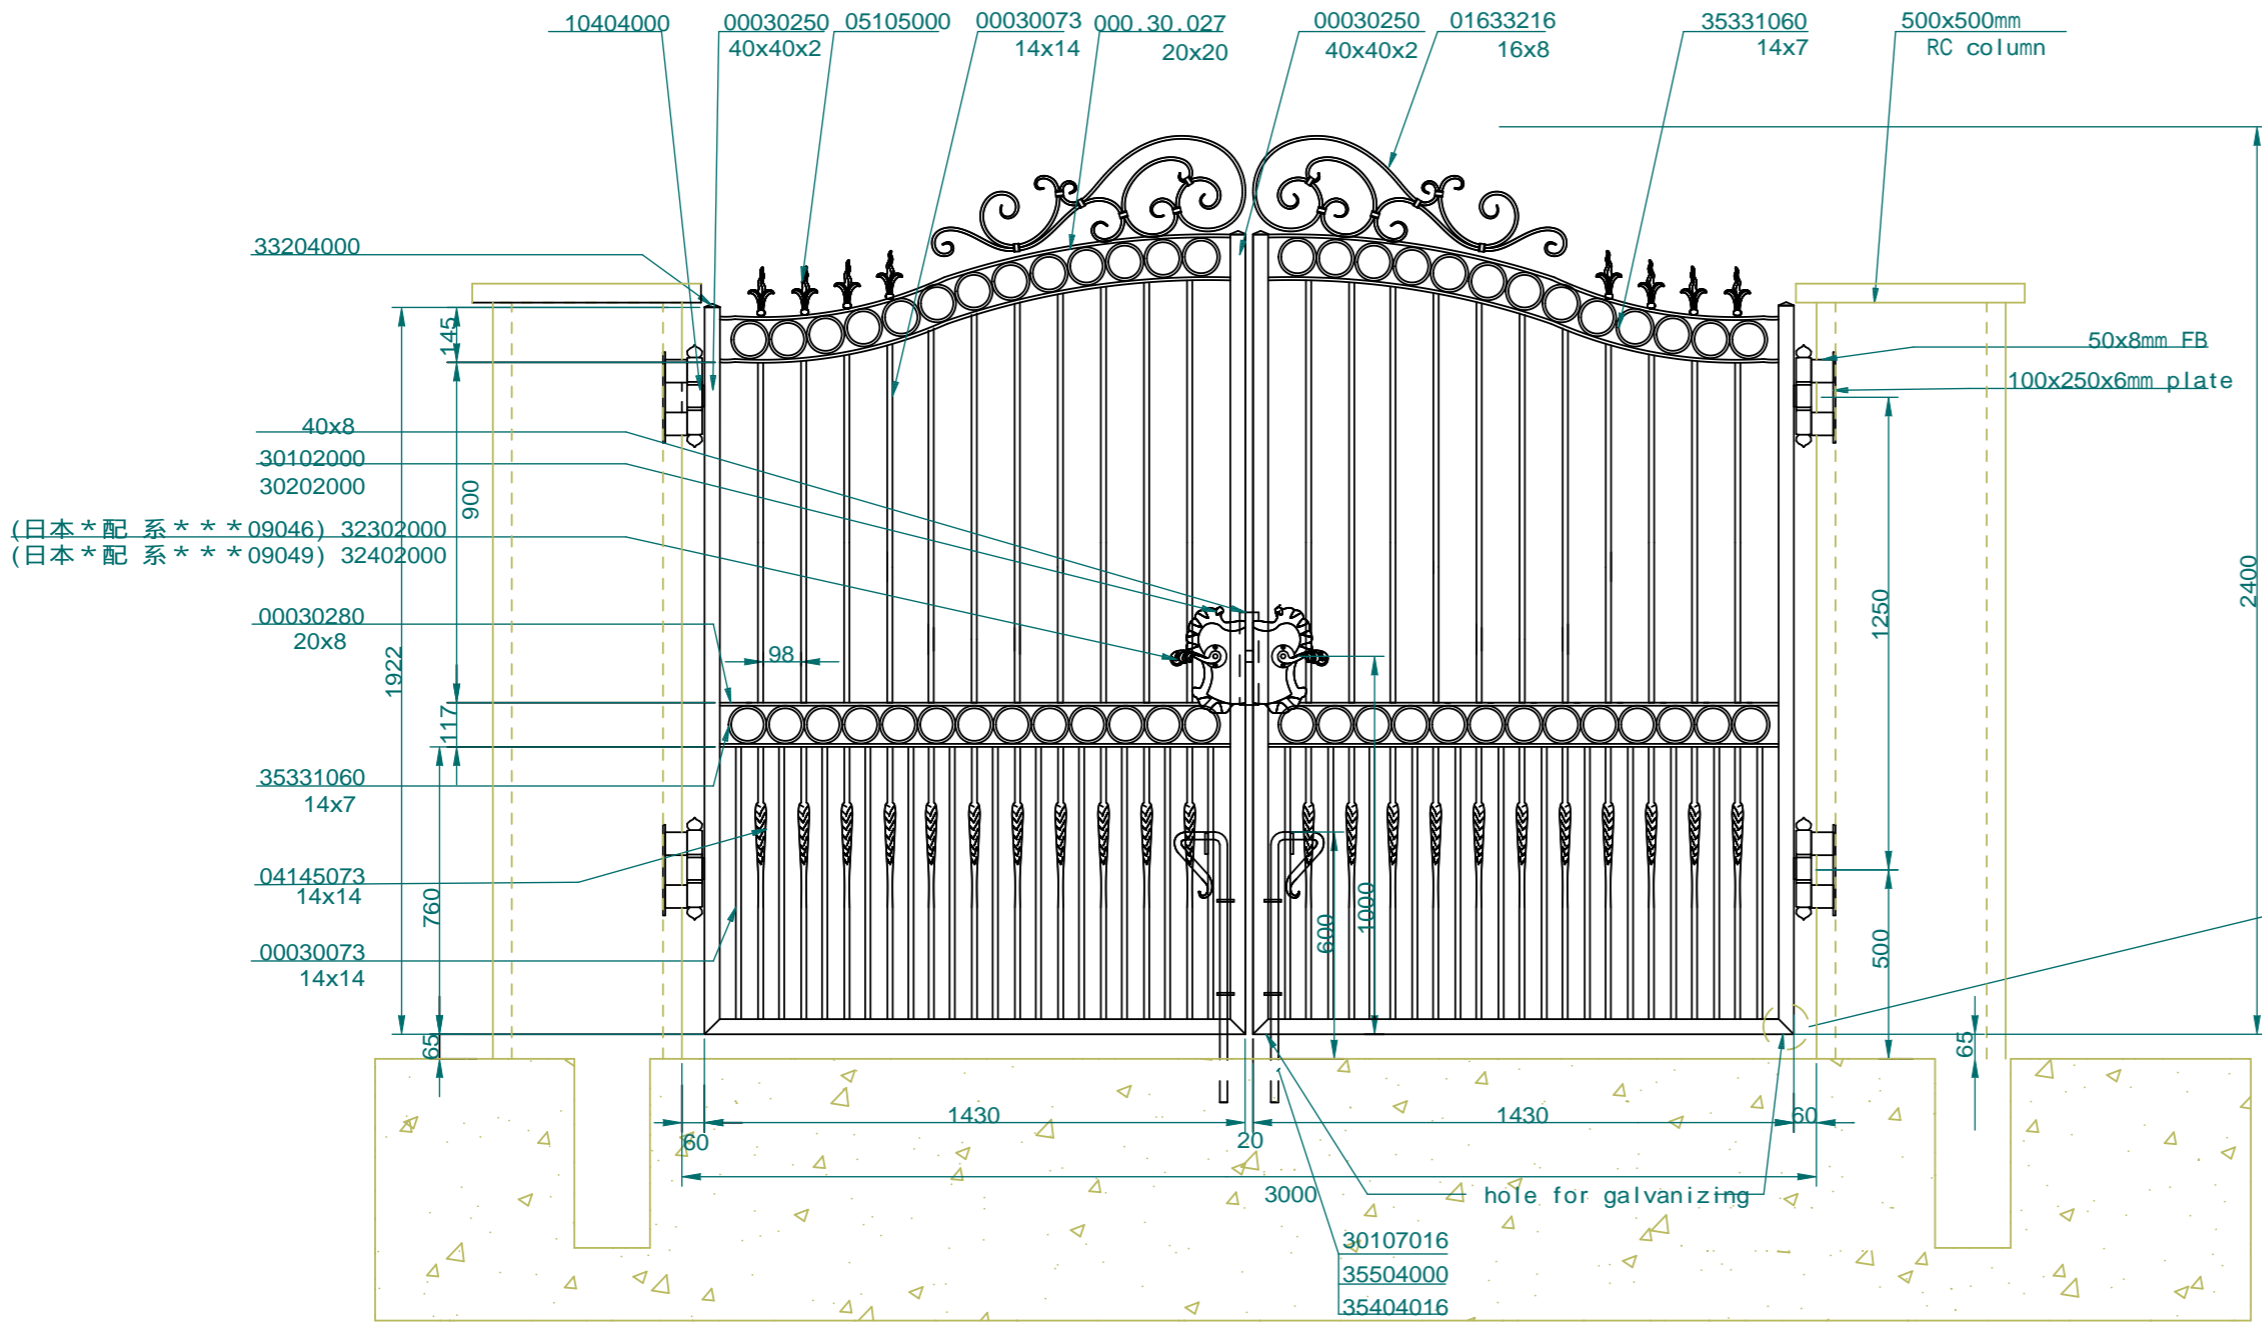 10404000
00030250
40x40x2
05105000
00030073
14x14
000.30.027
20x20
00030250
40x40x2
01633216
16x8
35331060
14x7
500x500mm
RC column
33204000
145
50x8mm FB
100x250x6mm plate
40x8
30102000
30202000
900
(日本*配 系***09046) 32302000
(日本*配 系***09049) 32402000
2400
00030280
20x8
1250
98
1922
117
35331060
14x7
04145073
14x14
760
600
1000
500
00030073
14x14
65
65
60
1430
20
1430
60
3000
hole for galvanizing
30107016
35504000
35404016